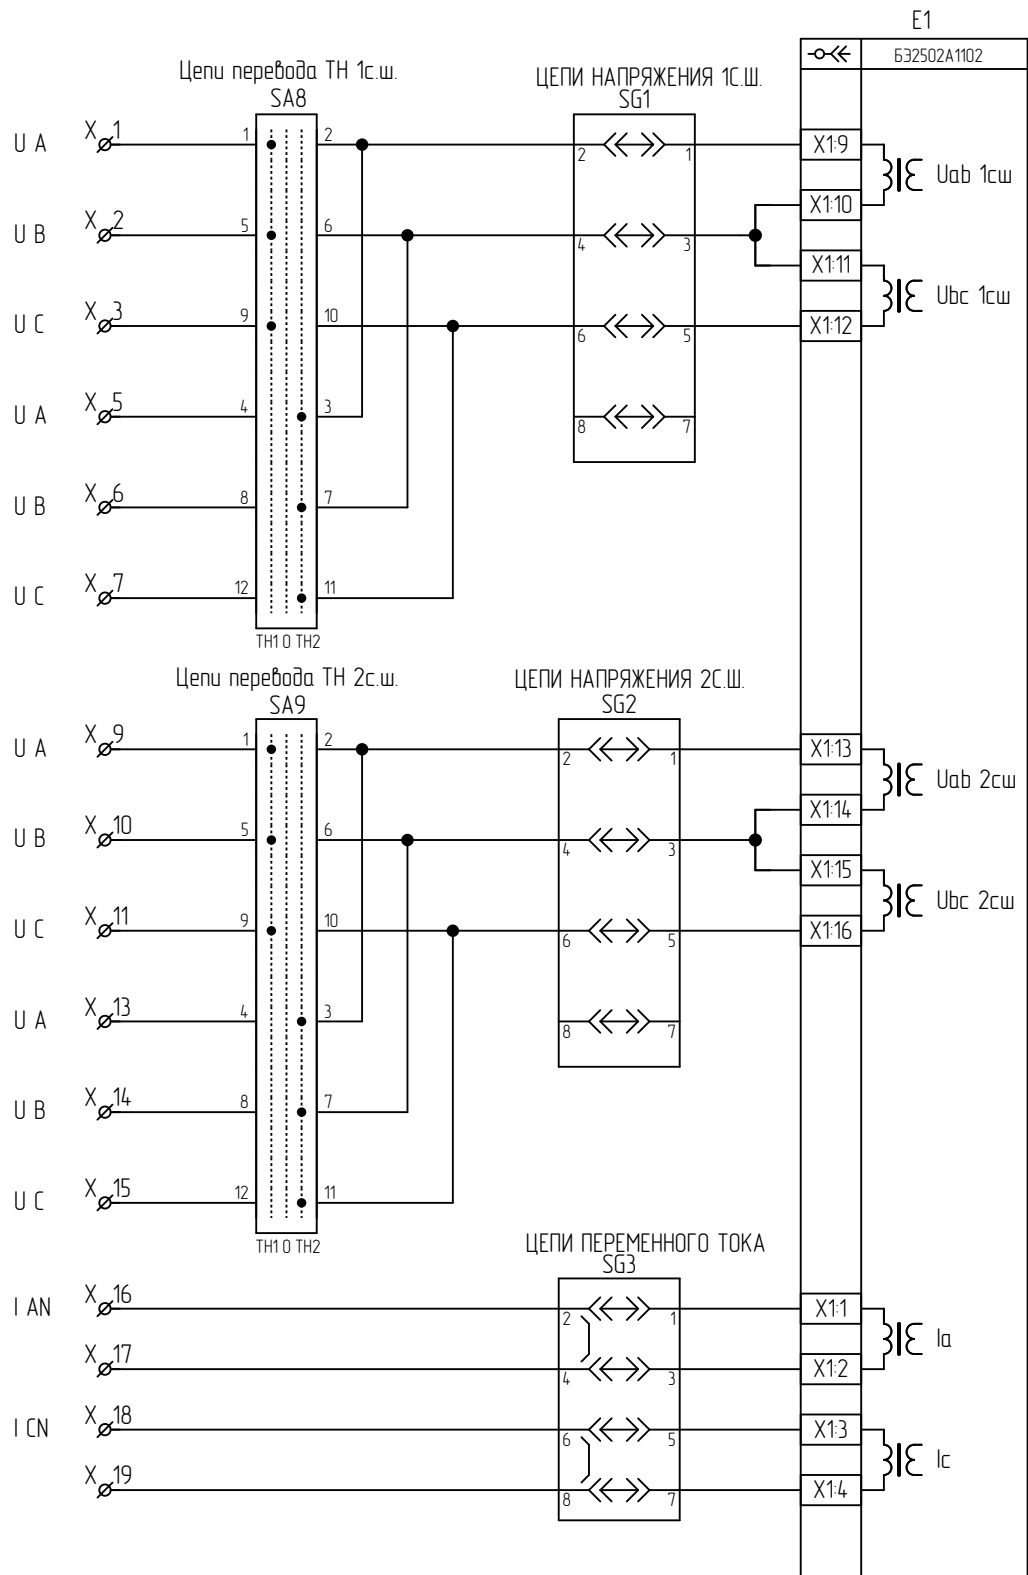 E1
БЭ2502А1102
Цепи перевода ТН 1с.ш.
SA8
ЦЕПИ НАПРЯЖЕНИЯ 1С.Ш.
SG1
U A X 1 1 2 2 1 X1:9
Uab 1сш
X1:10
U B X 2 5 6 4 3
X1:11
Ubc 1сш
U C X 3 9 10 6 5 X1:12
U A X 5 4 3 8 7
U B X 6 8 7
U C X 7 12 11
ТН1 0 ТН2
Цепи перевода ТН 2с.ш.
SA9
ЦЕПИ НАПРЯЖЕНИЯ 2С.Ш.
SG2
U A X 9 1 2 2 1 X1:13
Uab 2сш
X1:14
U B X 10 5 6 4 3
X1:15
Ubc 2сш
U C X 11 9 10 6 5 X1:16
U A X 13 4 3 8 7
U B X 14 8 7
U C X 15 12 11
ТН1 0 ТН2
ЦЕПИ ПЕРЕМЕННОГО ТОКА
SG3
I AN X 16 2 1 X1:1
Ia
X 17 4 3 X1:2
I CN X 18 6 5 X1:3
Ic
X 19 8 7 X1:4